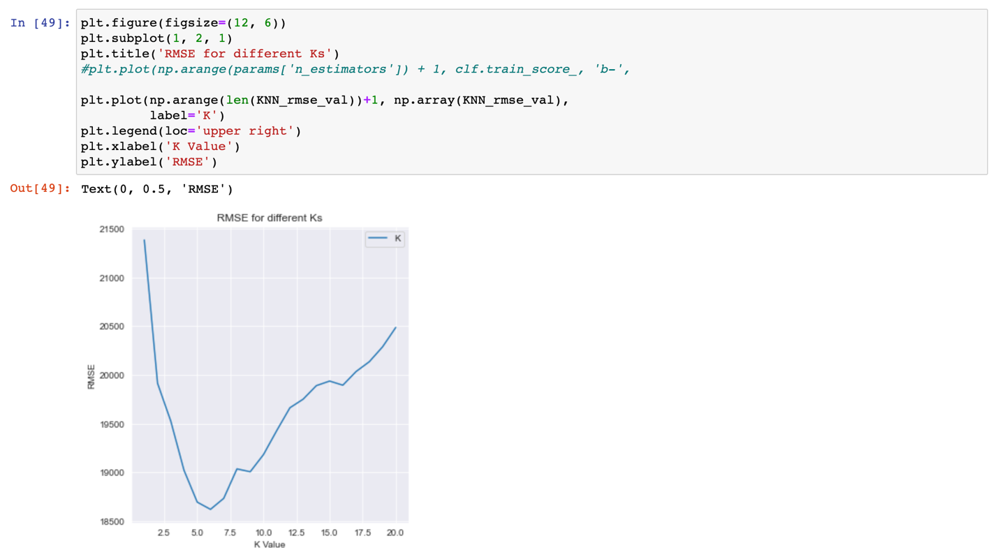 In [49]: plt.figure(figsize=(12, 6))
plt.subplot(1, 2, 1)
plt.title('RMSE for different Ks')
#plt.plot(np.arange(params['n_estimators']) + 1, clf.train_score_, 'b-',
plt.plot(np.arange(len(KNN_rmse_val))+1, np.array(KNN_rmse_val),
label='K')
plt.legend(loc='upper right')
plt.xlabel('K Value')
plt.ylabel('RMSE')
Out[49]: Text(0, 0.5, 'RMSE')
RMSE for different Ks
K
21500
21000
20500
20000
19500
19000
18500
RMSE
2.5 5.0 7.5 10.0 12.5 15.0 17.5 20.0
K Value